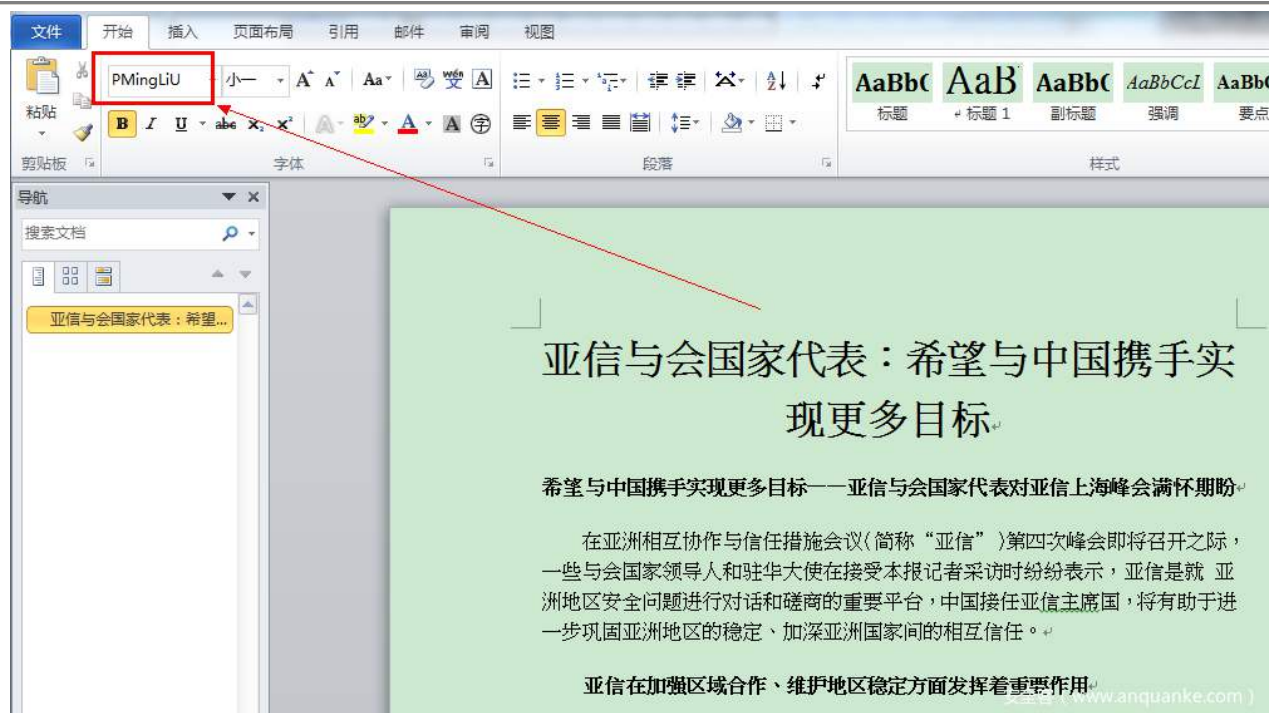 文件 开始 插入 页面布局 引用 邮件 审阅 视图
PMingLiU 小一 A A Aa wén A
粘贴 B I U abe X₂ X² A ab A A 字
AaBb( AaB AaBb( AaBbCcL AaBbC
标题 标题 1 副标题 强调 要点
剪贴板 字体 段落 样式
导航
搜索文档
亚信与会国家代表：希望...
亚信与会国家代表：希望与中国携手实
现更多目标
希望与中国携手实现更多目标——亚信与会国家代表对亚信上海峰会满怀期盼
在亚洲相互协作与信任措施会议(简称“亚信”)第四次峰会即将召开之际，
一些与会国家领导人和驻华大使在接受本报记者采访时纷纷表示，亚信是就 亚
洲地区安全问题进行对话和磋商的重要平台，中国接任亚信主席国，将有助于进
一步巩固亚洲地区的稳定、加深亚洲国家间的相互信任。
亚信在加强区域合作、维护地区稳定方面发挥着重要作用
安全客（www.anquanke.com）